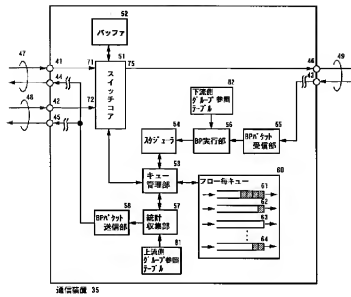 52
バッファ
51
47
41
71
75
46
49
44
スイッチコア
43
48
42
72
45
82
下流側
グループ参照
テーブル
54
56
55
スケジューラ
BP実行部
BPパケット
受信部
53
60
キュー
管理部
フロー毎キュー
61
58
57
62
BPパケット
送信部
統計
収集部
63
81
64
上流側
グループ参照
テーブル
通信装置 35